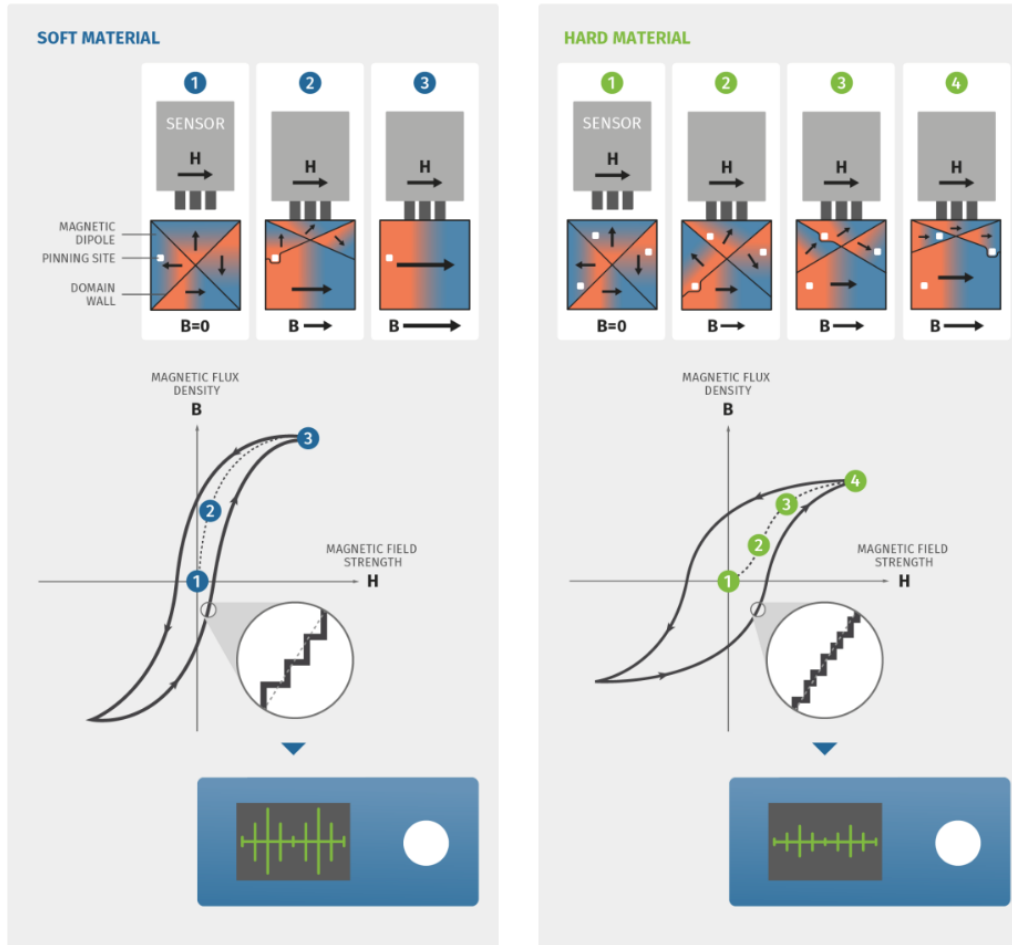 SOFT MATERIAL
1
2
3
SENSOR
H
H
H
MAGNETIC
DIPOLE
PINNING SITE
DOMAIN
WALL
B=0
B
B
MAGNETIC FLUX
DENSITY
B
3
2
MAGNETIC FIELD
STRENGTH
1
H
HARD MATERIAL
1
2
3
4
SENSOR
H
H
H
H
B=0
B
B
B
MAGNETIC FLUX
DENSITY
B
4
3
2
MAGNETIC FIELD
STRENGTH
1
H